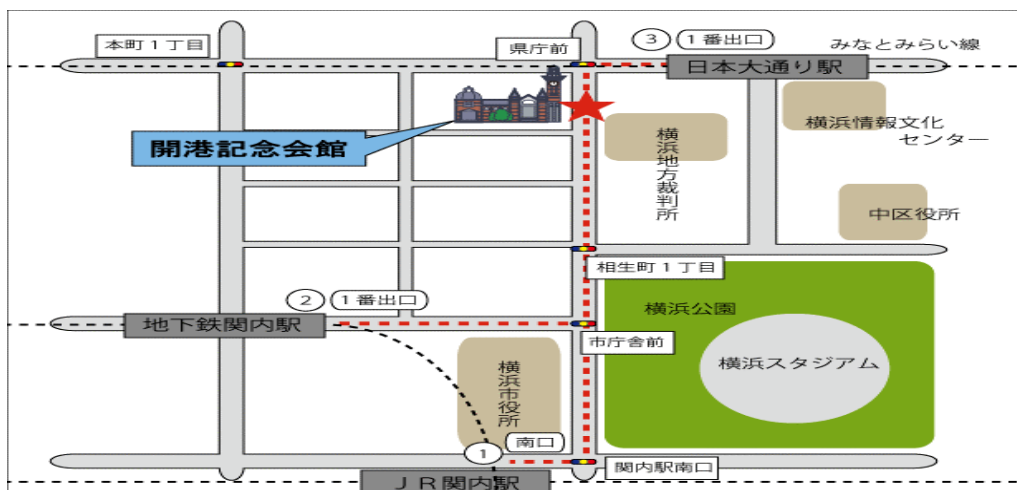 本町1丁目
県庁前
③ 1番出口
みなとみらい線
日本大通り駅
開港記念会館
横浜地方裁判所
横浜情報文化
センター
中区役所
相生町1丁目
② 1番出口
地下鉄関内駅
横浜公園
市庁舎前
横浜スタジアム
横浜市役所
① 南口
関内駅南口
JR関内駅